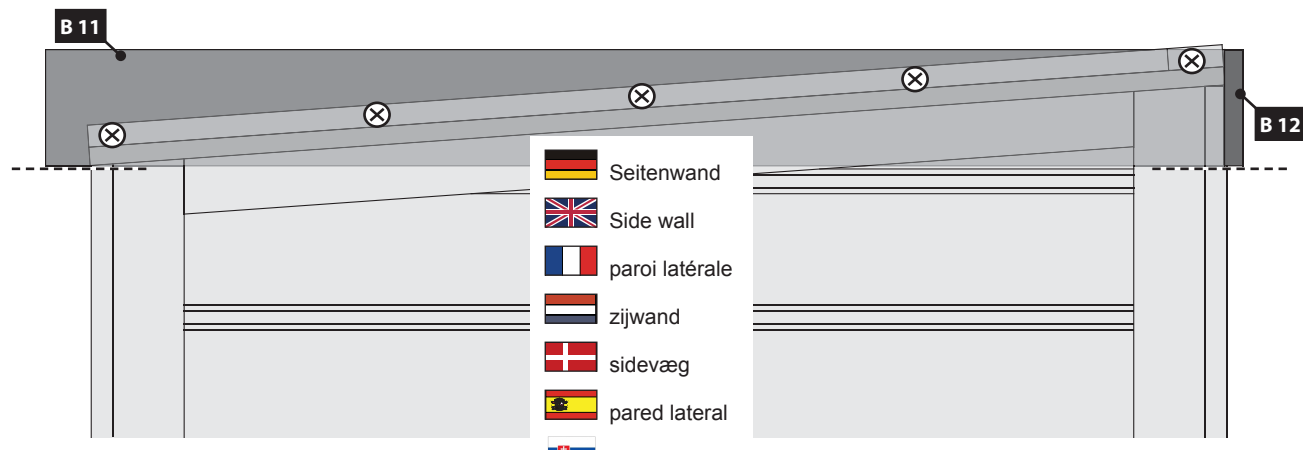 B 11
B 12
Seitenwand
Side wall
paroi latérale
zijwand
sidevæg
pared lateral